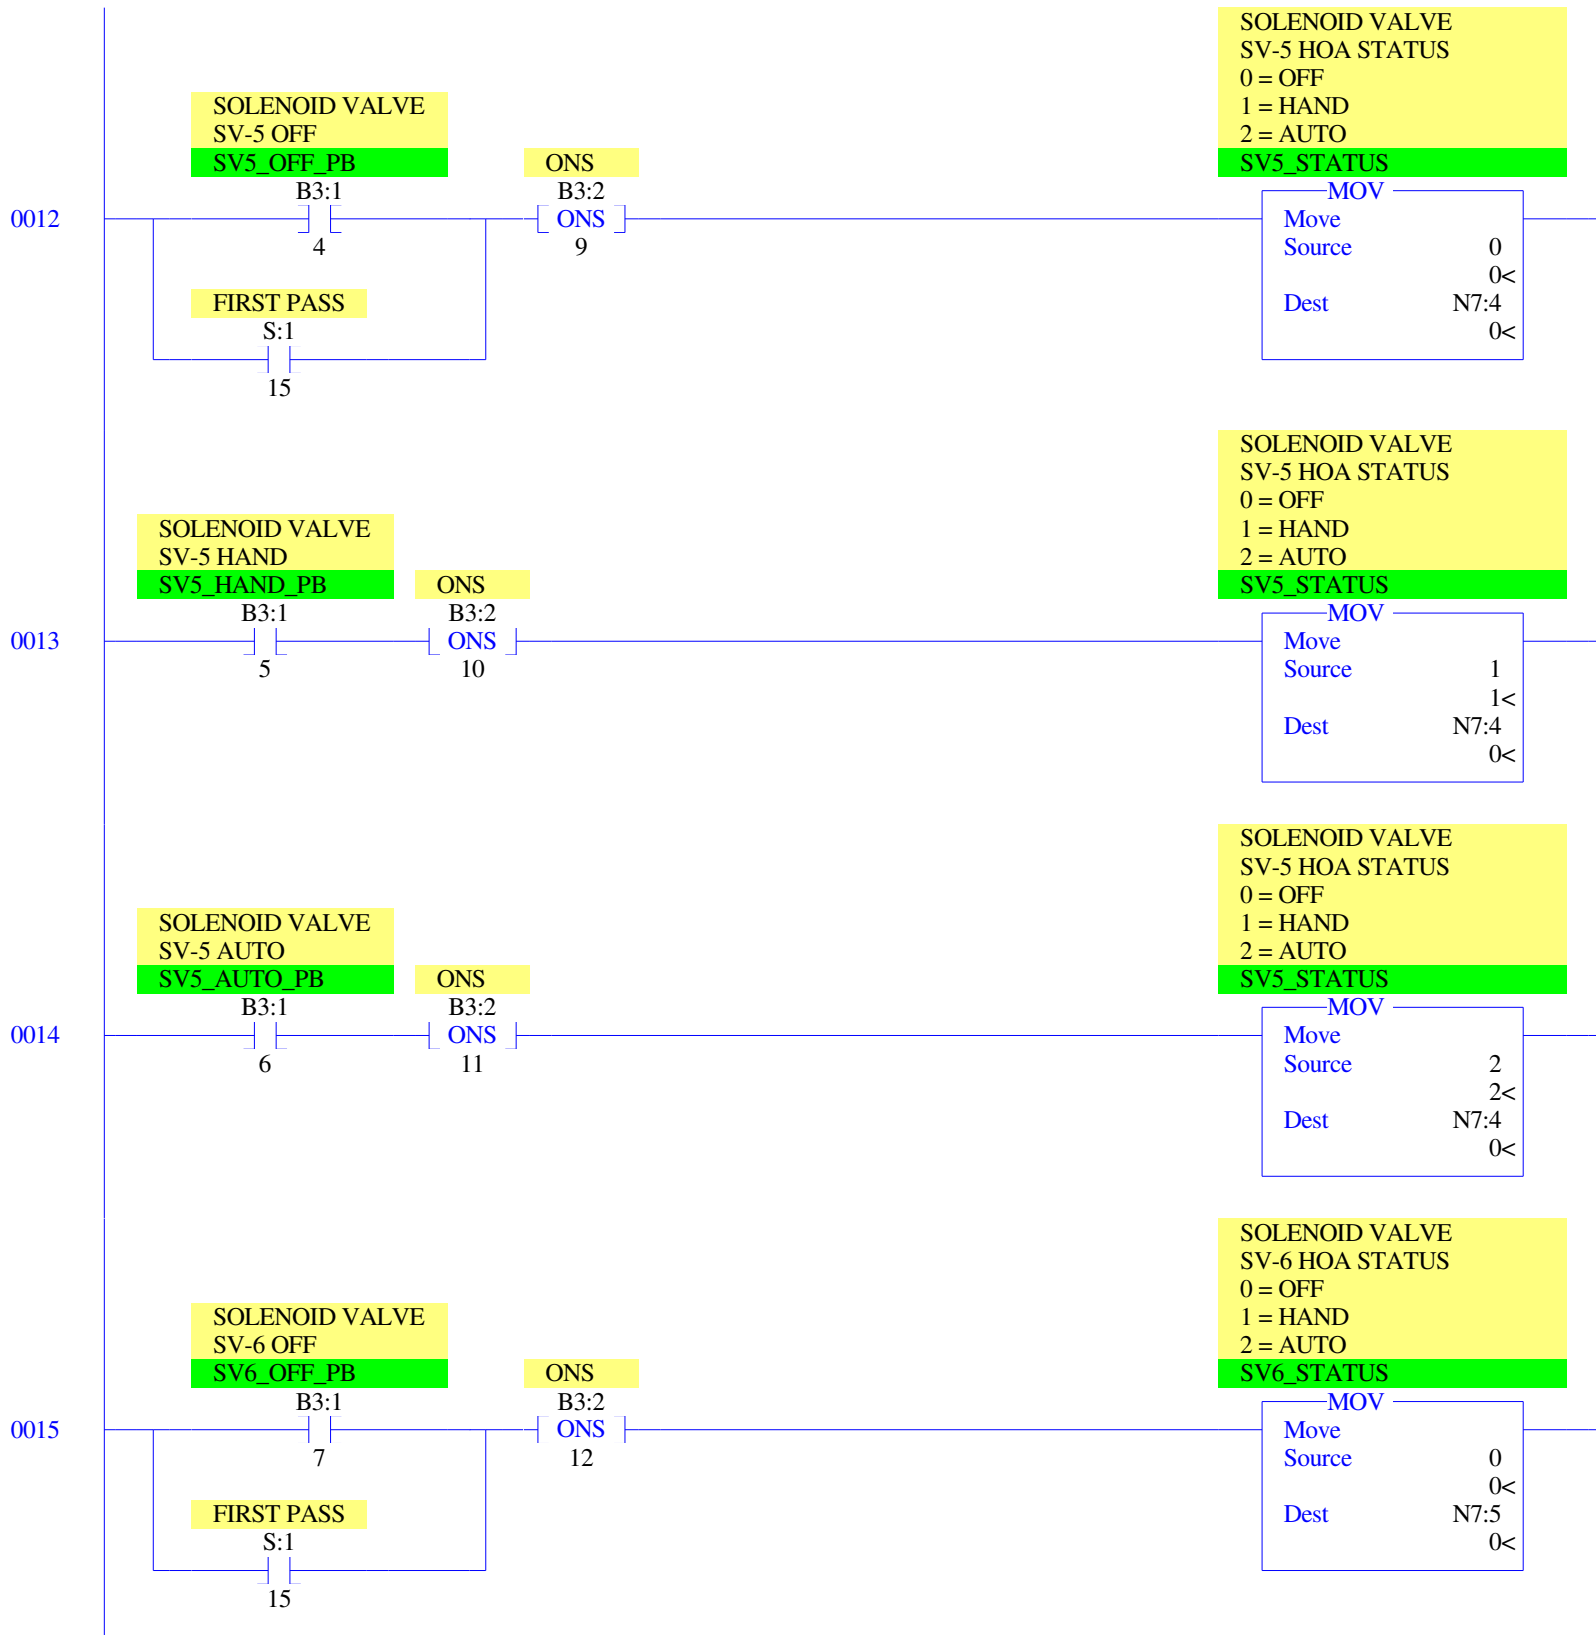 SOLENOID VALVE
SV-5 HOA STATUS
0 = OFF
1 = HAND
2 = AUTO
SV5_STATUS
SOLENOID VALVE
SV-5 OFF
SV5_OFF_PB
B3:1
4
ONS
B3:2
ONS
9
0012
MOV
Move
Source 0
0<
Dest N7:4
0<
FIRST PASS
S:1
15
SOLENOID VALVE
SV-5 HOA STATUS
0 = OFF
1 = HAND
2 = AUTO
SV5_STATUS
SOLENOID VALVE
SV-5 HAND
SV5_HAND_PB
B3:1
5
ONS
B3:2
ONS
10
0013
MOV
Move
Source 1
1<
Dest N7:4
0<
SOLENOID VALVE
SV-5 HOA STATUS
0 = OFF
1 = HAND
2 = AUTO
SV5_STATUS
SOLENOID VALVE
SV-5 AUTO
SV5_AUTO_PB
B3:1
6
ONS
B3:2
ONS
11
0014
MOV
Move
Source 2
2<
Dest N7:4
0<
SOLENOID VALVE
SV-6 HOA STATUS
0 = OFF
1 = HAND
2 = AUTO
SV6_STATUS
SOLENOID VALVE
SV-6 OFF
SV6_OFF_PB
B3:1
7
ONS
B3:2
ONS
12
0015
MOV
Move
Source 0
0<
Dest N7:5
0<
FIRST PASS
S:1
15